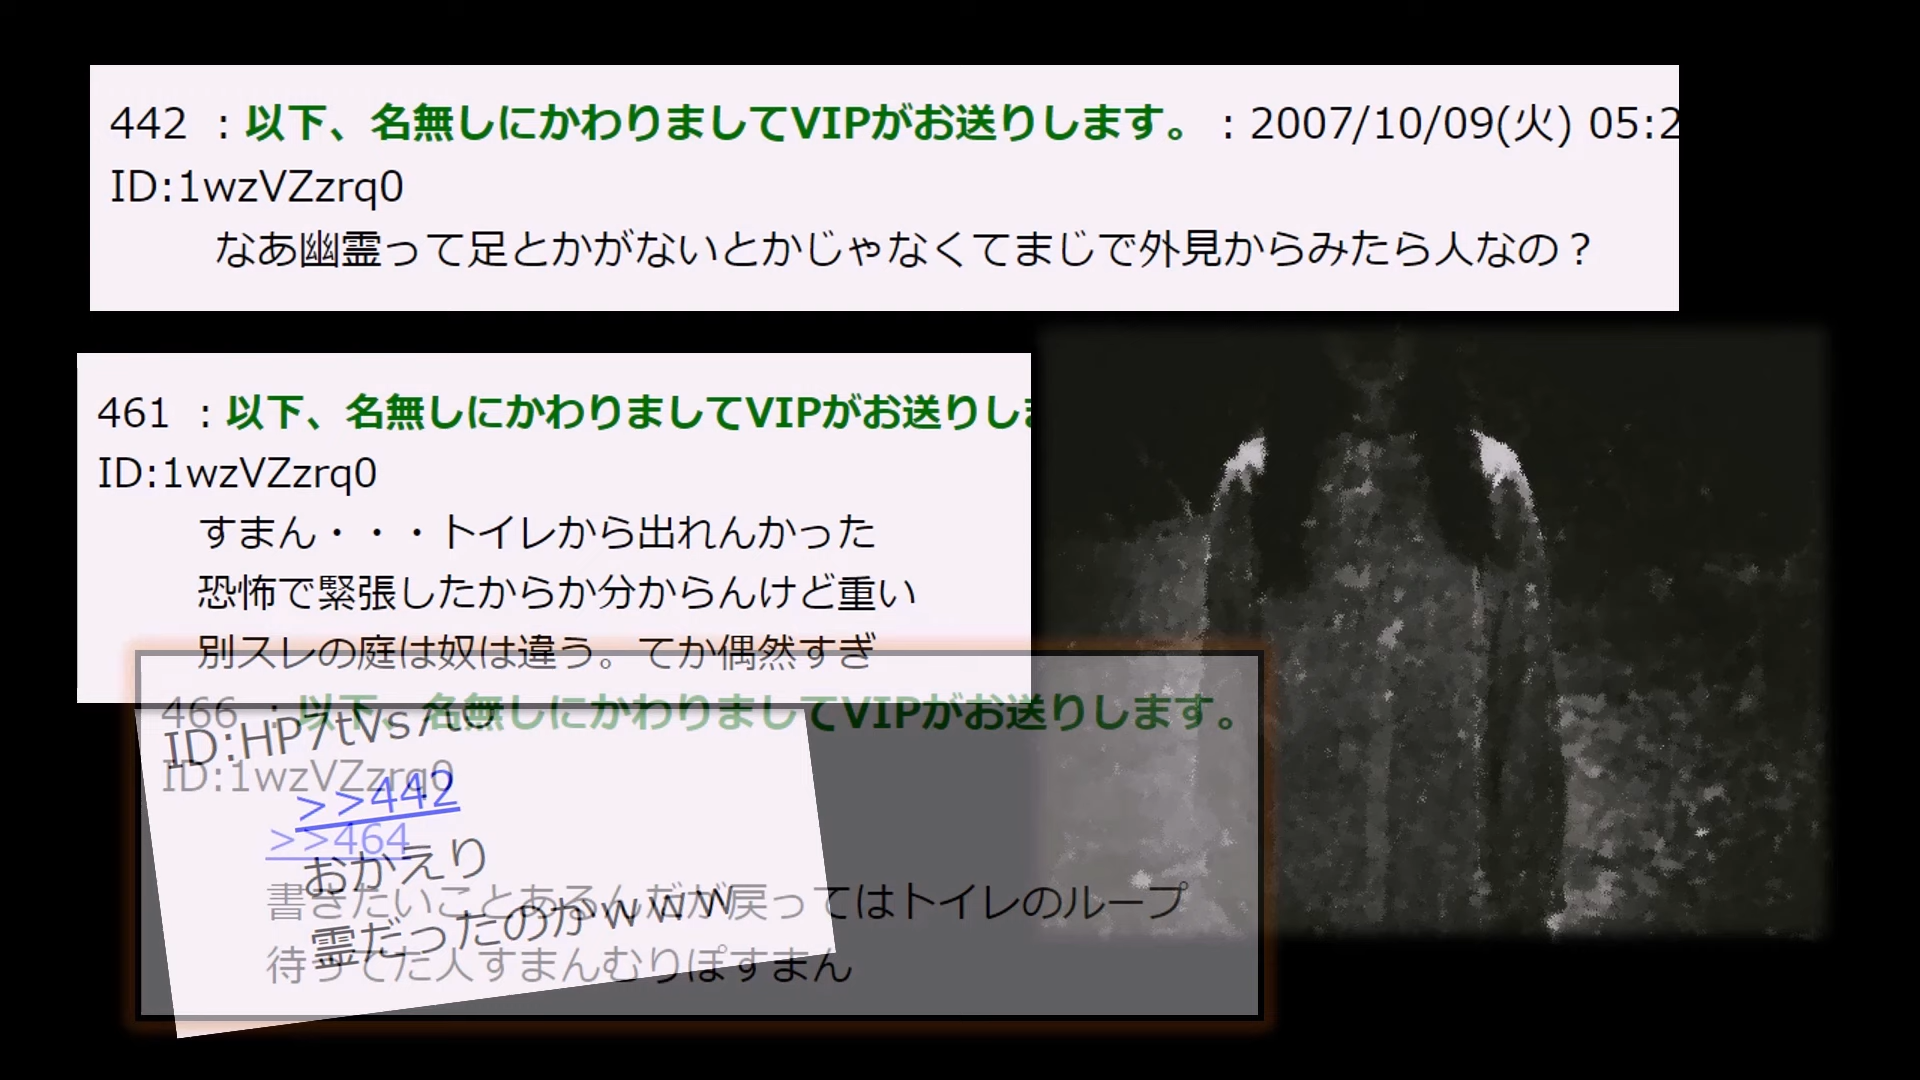 442 ：以下、名無しにかわりましてVIPがお送りします。：2007/10/09(火) 05:2
ID:1wzVZzrq0
なあ幽霊って足とかがないとかじゃなくてまじで外見からみたら人なの？
461 ：以下、名無しにかわりましてVIPがお送りしま
ID:1wzVZzrq0
すまん・・・トイレから出れんかった
恐怖で緊張したからか分からんけど重い
別スレの庭は奴は違う。てか偶然すぎ
466 ：以下、名無しにかわりましてVIPがお送りします。
ID:1wzVZzrq0
>>464
書きたいことあるんだが戻ってはトイレのループ
待ってた人すまんむりぽすまん
>>442
おかえり
霊だったのかｗｗｗ